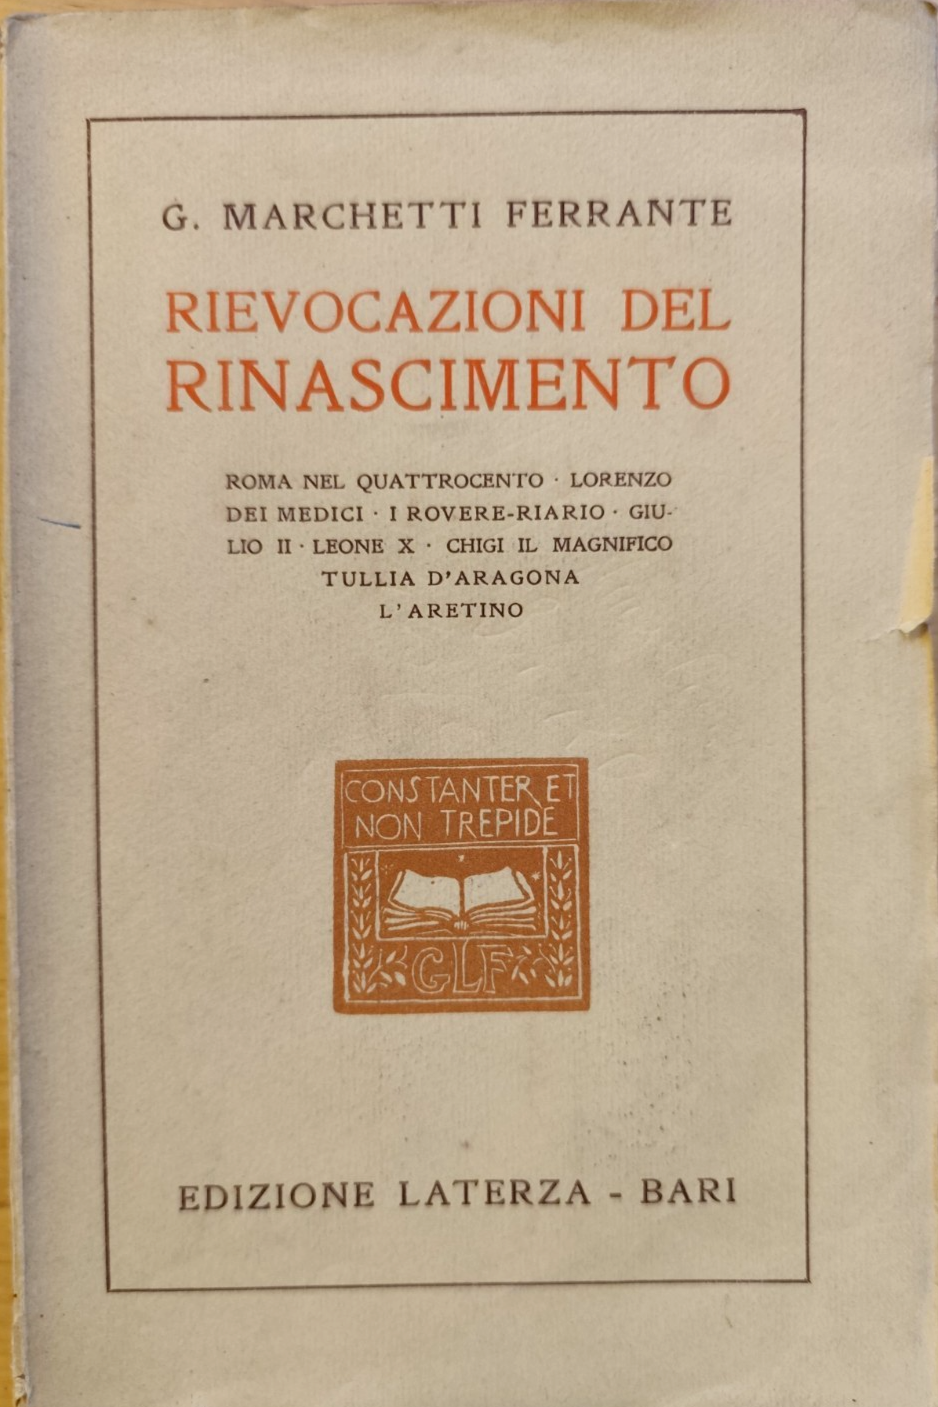 G. MARCHETTI FERRANTE
RIEVOCAZIONI DEL
RINASCIMENTO
ROMA NEL QUATTROCENTO · LORENZO
DEI MEDICI · I ROVERE-RIARIO · GIU-
LIO II · LEONE X · CHIGI IL MAGNIFICO
TULLIA D'ARAGONA
L'ARETINO
CONSTANTER ET
NON TREPIDE
GLF
EDIZIONE LATERZA - BARI